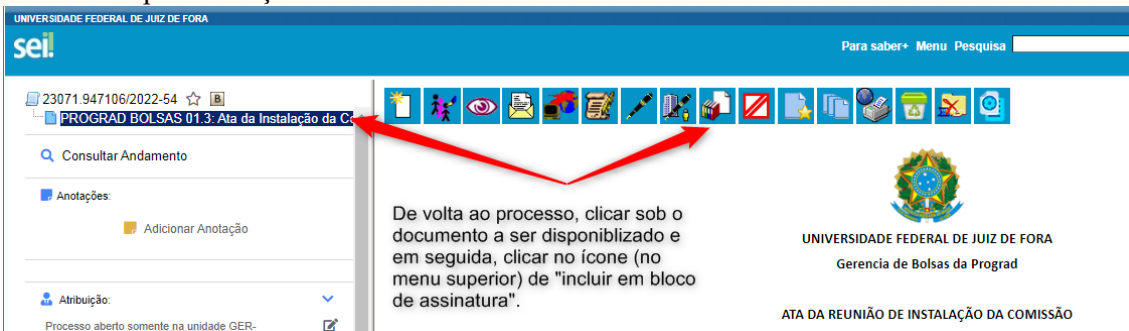 UNIVERSIDADE FEDERAL DE JUIZ DE FORA
sei!
Para saber+ Menu Pesquisa
23071.947106/2022-54 B
PROGRAD BOLSAS 01.3: Ata da Instalação da Co
Consultar Andamento
Anotações:
Adicionar Anotação
De volta ao processo, clicar sob o
documento a ser disponiblizado e
em seguida, clicar no ícone (no
menu superior) de "incluir em bloco
de assinatura".
UNIVERSIDADE FEDERAL DE JUIZ DE FORA
Gerencia de Bolsas da Prograd
ATA DA REUNIÃO DE INSTALAÇÃO DA COMISSÃO
Atribuição:
Processo aberto somente na unidade GER-